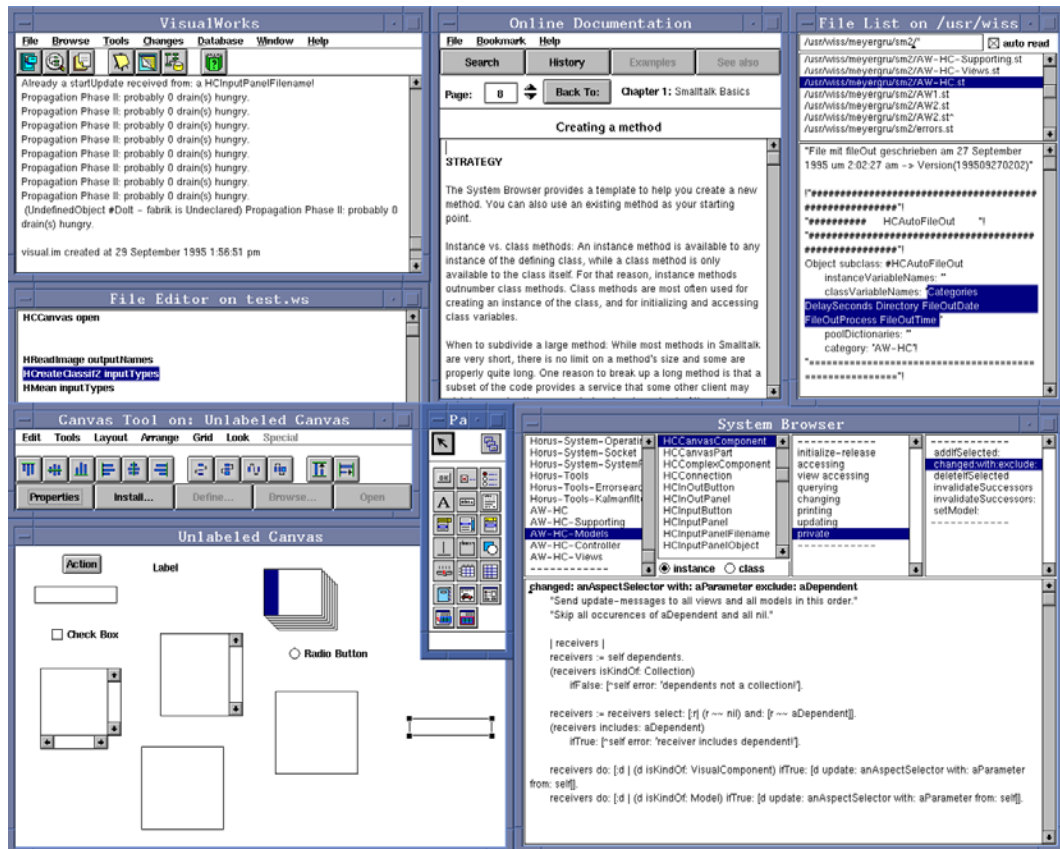 VisualWorks
File Browse Tools Changes Database Window Help
Already a startUpdate received from: a HCInputPanelFilename!
Propagation Phase II: probably 0 drain(s) hungry.
Propagation Phase II: probably 0 drain(s) hungry.
Propagation Phase II: probably 0 drain(s) hungry.
Propagation Phase II: probably 0 drain(s) hungry.
Propagation Phase II: probably 0 drain(s) hungry.
Propagation Phase II: probably 0 drain(s) hungry.
Propagation Phase II: probably 0 drain(s) hungry.
Propagation Phase II: probably 0 drain(s) hungry.
(UndefinedObject #DoIt - fabrik is Undeclared) Propagation Phase II: probably 0
drain(s) hungry.
visual.im created at 29 September 1995 1:56:51 pm
File Editor on test.ws
HCCanvas open
HReadImage outputNames
HCreateClassif2 inputTypes
HMean inputTypes
Online Documentation
File Bookmark Help
Search History Examples See also
Page: 0 Back To: Chapter 1: Smalltalk Basics
Creating a method
STRATEGY
The System Browser provides a template to help you create a new
method. You can also use an existing method as your starting
point.
Instance vs. class methods: An instance method is available to any
instance of the defining class, while a class method is only
available to the class itself. For that reason, instance methods
outnumber class methods. Class methods are most often used for
creating an instance of the class, and for initializing and accessing
class variables.
When to subdivide a large method: While most methods in Smalltalk
are very short, there is no limit on a method's size and some are
properly quite long. One reason to break up a long method is that a
subset of the code provides a service that some other client may
File List on /usr/wiss
/usr/wiss/meyergru/sm2/* auto read
/usr/wiss/meyergru/sm2/AW-HC-Supporting.st
/usr/wiss/meyergru/sm2/AW-HC-Views.st
/usr/wiss/meyergru/sm2/AW-HC.st
/usr/wiss/meyergru/sm2/AW1.st
/usr/wiss/meyergru/sm2/AW2.st
/usr/wiss/meyergru/sm2/AW2.st~
/usr/wiss/meyergru/sm2/errors.st
"File mit fileOut geschrieben am 27 September
1995 um 2:02:27 am -> Version(199509270202)"
HCAutoFileOut "!
Object subclass: #HCAutoFileOut
instanceVariableNames: ''
classVariableNames: 'Categories
DelaySeconds Directory FileOutDate
FileOutProcess FileOutTime '
poolDictionaries: ''
category: 'AW-HC'!
Canvas Tool on: Unlabeled Canvas
Edit Tools Layout Arrange Grid Look Special
Properties Install... Define... Browse... Open
Pa
Unlabeled Canvas
Action
Label
Check Box
Radio Button
System Browser
Horus-System-Operatin
Horus-System-Socket
Horus-System-SystemF
Horus-Tools
Horus-Tools-Errorsearc
Horus-Tools-Kalmanfilt
AW-HC
AW-HC-Supporting
AW-HC-Models
AW-HC-Controller
AW-HC-Views
------------
HCCanvasComponent
HCCanvasPart
HCComplexComponent
HCConnection
HCInOutButton
HCInOutPanel
HCInputButton
HCInputPanel
HCInputPanelFilename
HCInputPanelObject
instance class
------------
initialize-release
accessing
view accessing
querying
changing
printing
updating
private
------------
------------
addIfSelected:
changed:with:exclude:
deleteIfSelected
invalidateSuccessors
invalidateSuccessors:
setModel:
------------
changed: anAspectSelector with: aParameter exclude: aDependent
"Send update-messages to all views and all models in this order."
"Skip all occurences of aDependent and all nil."
| receivers |
receivers := self dependents.
(receivers isKindOf: Collection)
ifFalse: [^self error: 'dependents not a collection!'].
receivers := receivers select: [:r| (r ~~ nil) and: [r ~~ aDependent]].
(receivers includes: aDependent)
ifTrue: [^self error: 'receiver includes dependent!'].
receivers do: [:d | (d isKindOf: VisualComponent) ifTrue: [d update: anAspectSelector with: aParameter
from: self]].
receivers do: [:d | (d isKindOf: Model) ifTrue: [d update: anAspectSelector with: aParameter from: self]].